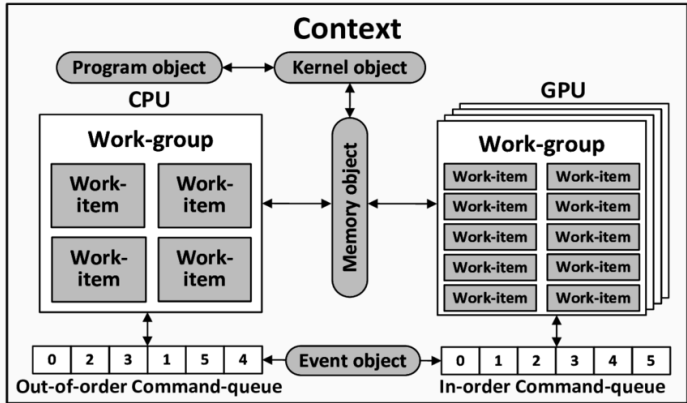 Context
Program object
Kernel object
CPU
GPU
Work-group
Work-
item
Work-
item
Work-
item
Work-
item
Memory object
Work-group
Work-item Work-item
Work-item Work-item
Work-item Work-item
Work-item Work-item
Work-item Work-item
0 2 3 1 5 4
Out-of-order Command-queue
Event object
0 1 2 3 4 5
In-order Command-queue